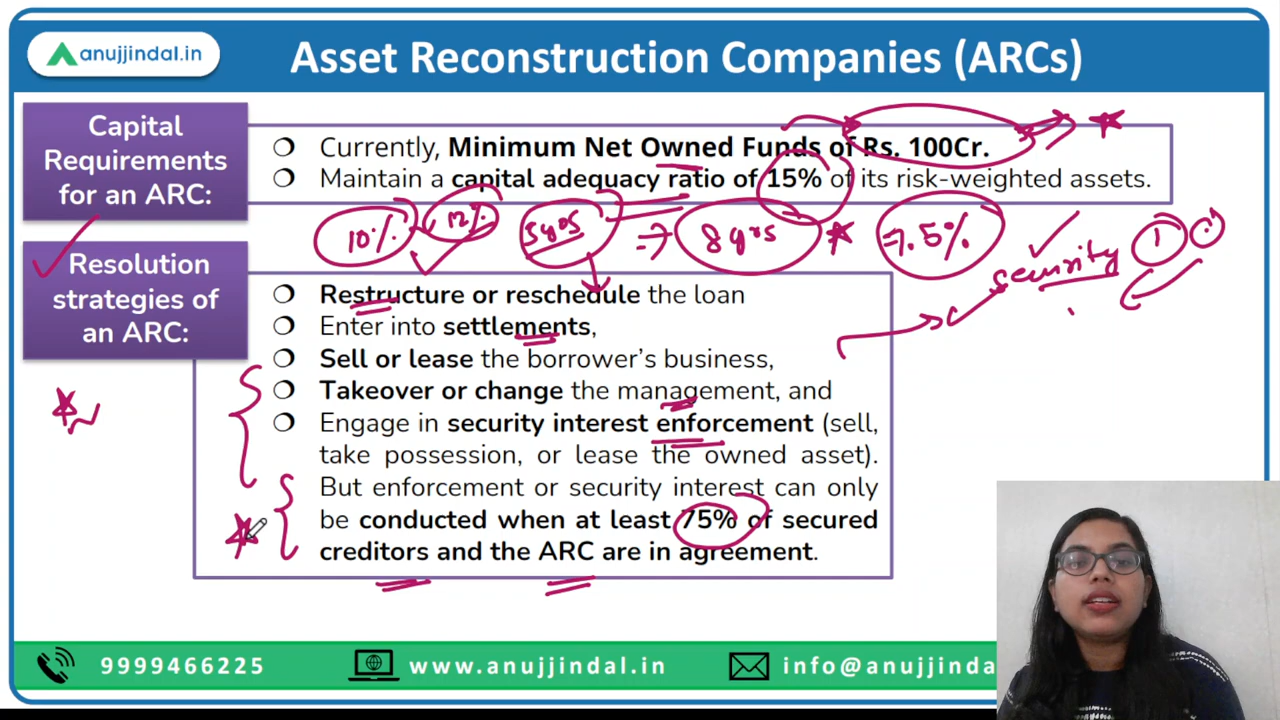 anujjindal.in
Asset Reconstruction Companies (ARCs)
Capital
Requirements
for an ARC:
❍ Currently, Minimum Net Owned Funds of Rs. 100Cr.
❍ Maintain a capital adequacy ratio of 15% of its risk-weighted assets.
10% 12% 5yrs ⇒ 8yrs 7.5%
security 1
Resolution
strategies of
an ARC:
❍ Restructure or reschedule the loan
❍ Enter into settlements,
❍ Sell or lease the borrower's business,
❍ Takeover or change the management, and
❍ Engage in security interest enforcement (sell,
take possession, or lease the owned asset).
But enforcement or security interest can only
be conducted when at least 75% of secured
creditors and the ARC are in agreement.
9999466225 www.anujjindal.in info@anujjinda